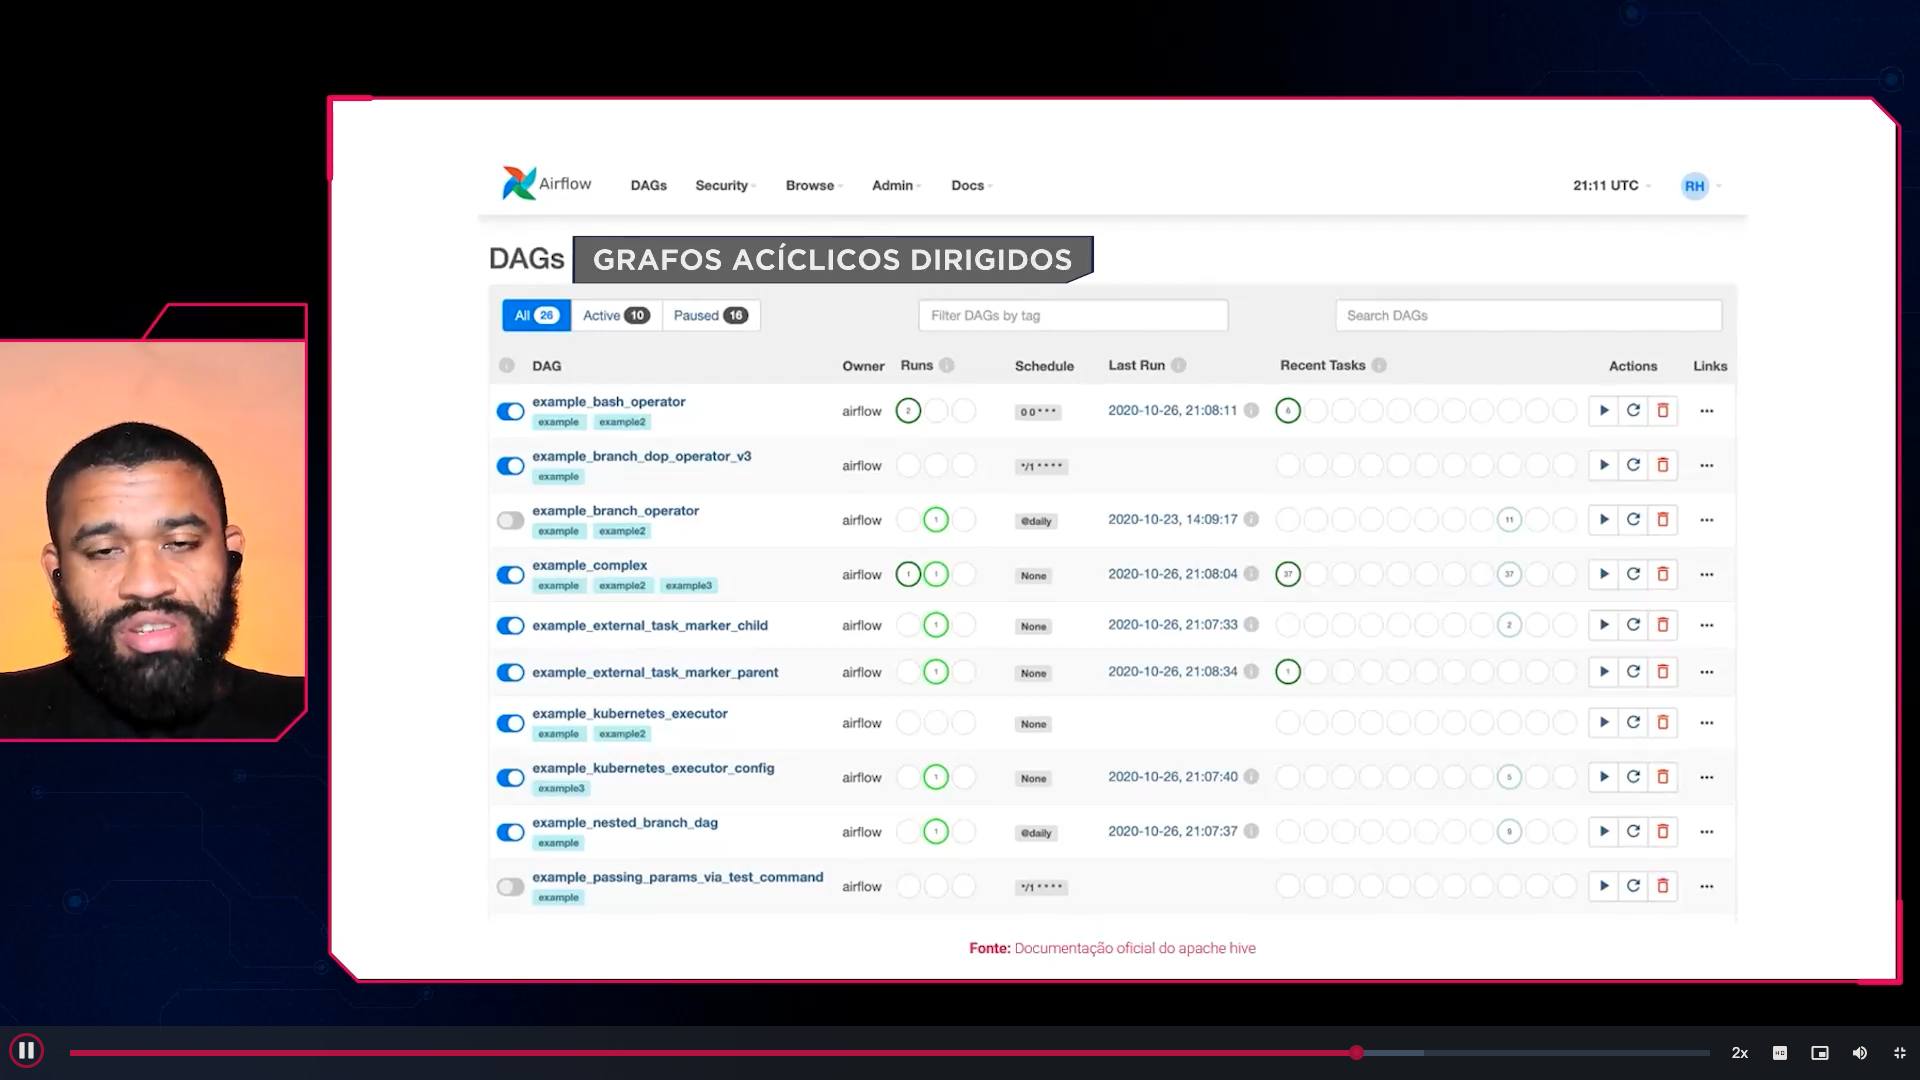 Airflow DAGs Security Browse Admin Docs 21:11 UTC RH
DAGs GRAFOS ACÍCLICOS DIRIGIDOS
All 26 Active 10 Paused 16 Filter DAGs by tag Search DAGs
DAG Owner Runs Schedule Last Run Recent Tasks Actions Links
example_bash_operator
example example2
airflow 2 0 0 * * * 2020-10-26, 21:08:11 6
example_branch_dop_operator_v3
example
airflow */1 * * * *
example_branch_operator
example example2
airflow 1 @daily 2020-10-23, 14:09:17 11
example_complex
example example2 example3
airflow 1 1 None 2020-10-26, 21:08:04 37 37
example_external_task_marker_child airflow 1 None 2020-10-26, 21:07:33 2
example_external_task_marker_parent airflow 1 None 2020-10-26, 21:08:34 1
example_kubernetes_executor
example example2
airflow None
example_kubernetes_executor_config
example3
airflow 1 None 2020-10-26, 21:07:40 5
example_nested_branch_dag
example
airflow 1 @daily 2020-10-26, 21:07:37 9
example_passing_params_via_test_command
example
airflow */1 * * * *
Fonte: Documentação oficial do apache hive
2x HD